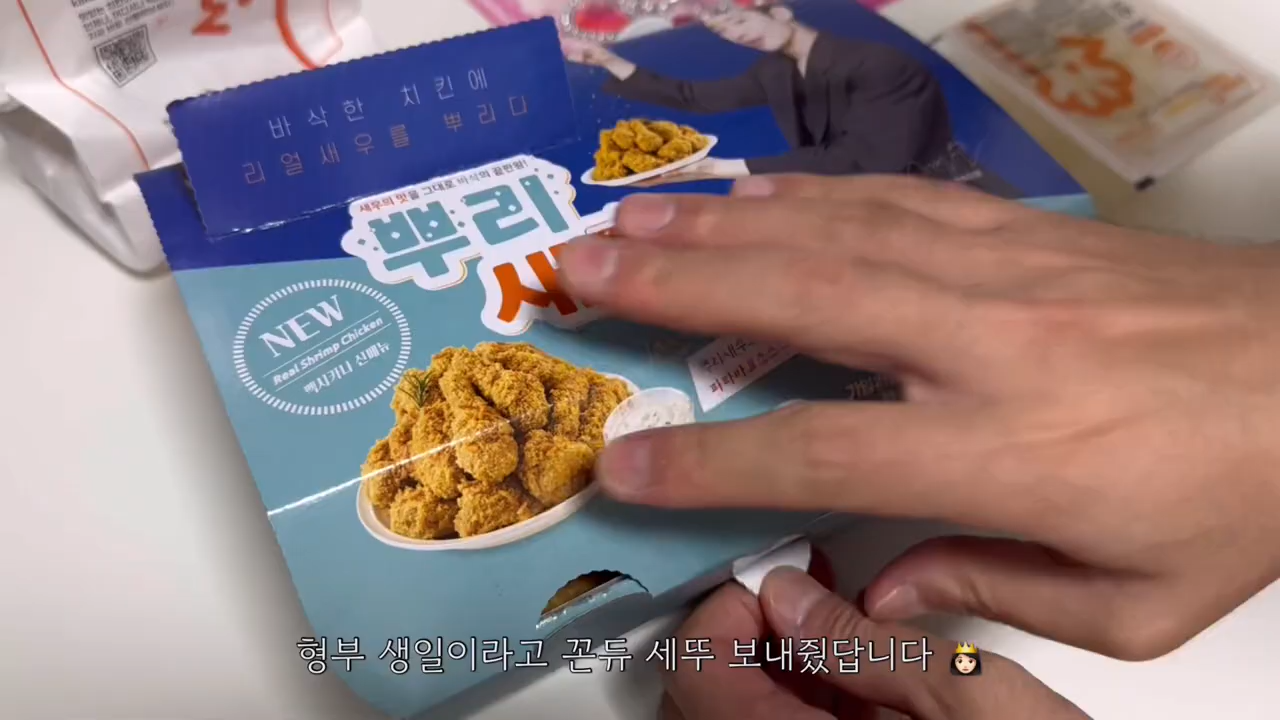 바삭한 치킨에
리얼새우를 뿌리다
새우의 맛을 그대로 바삭의 끝판왕!
뿌리
새
NEW
Real Shrimp Chicken
멕시카나 신메뉴
형부 생일이라고 꼰듀 세뚜 보내줬답니다 👸🏻